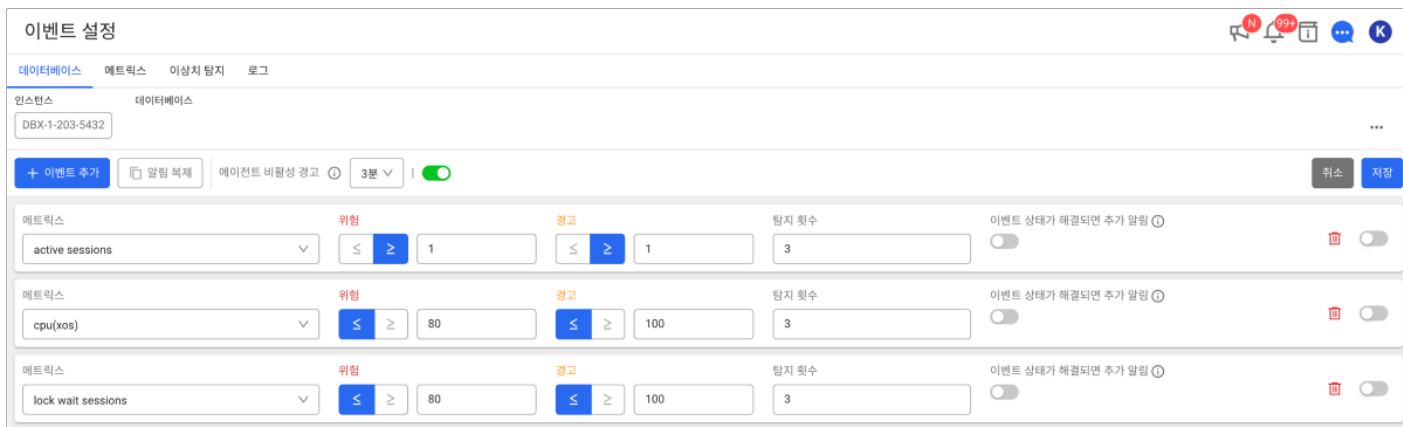 이벤트 설정
N 99+ K
데이터베이스 메트릭스 이상치 탐지 로그
인스턴스 데이터베이스
DBX-1-203-5432
+ 이벤트 추가 알림 복제 에이전트 비활성 경고 3분 취소 저장
메트릭스 위험 경고 탐지 횟수 이벤트 상태가 해결되면 추가 알림
active sessions ≤ ≥ 1 ≤ ≥ 1 3
메트릭스 위험 경고 탐지 횟수 이벤트 상태가 해결되면 추가 알림
cpu(xos) ≤ ≥ 80 ≤ ≥ 100 3
메트릭스 위험 경고 탐지 횟수 이벤트 상태가 해결되면 추가 알림
lock wait sessions ≤ ≥ 80 ≤ ≥ 100 3